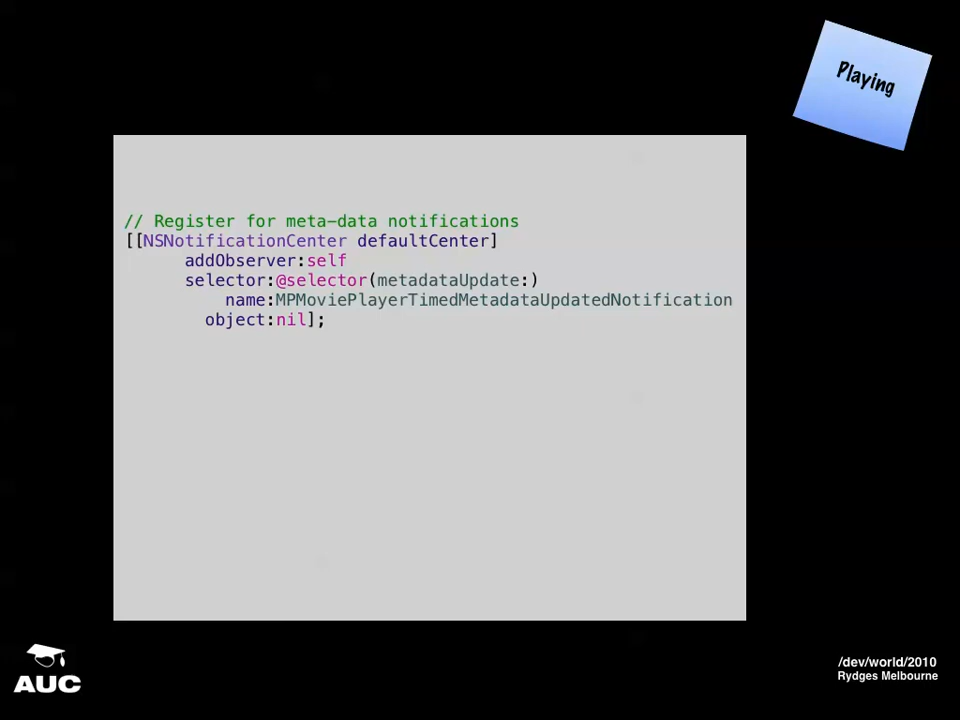 Playing
// Register for meta-data notifications
[[NSNotificationCenter defaultCenter]
addObserver:self
selector:@selector(metadataUpdate:)
name:MPMoviePlayerTimedMetadataUpdatedNotification
object:nil];
AUC
/dev/world/2010
Rydges Melbourne